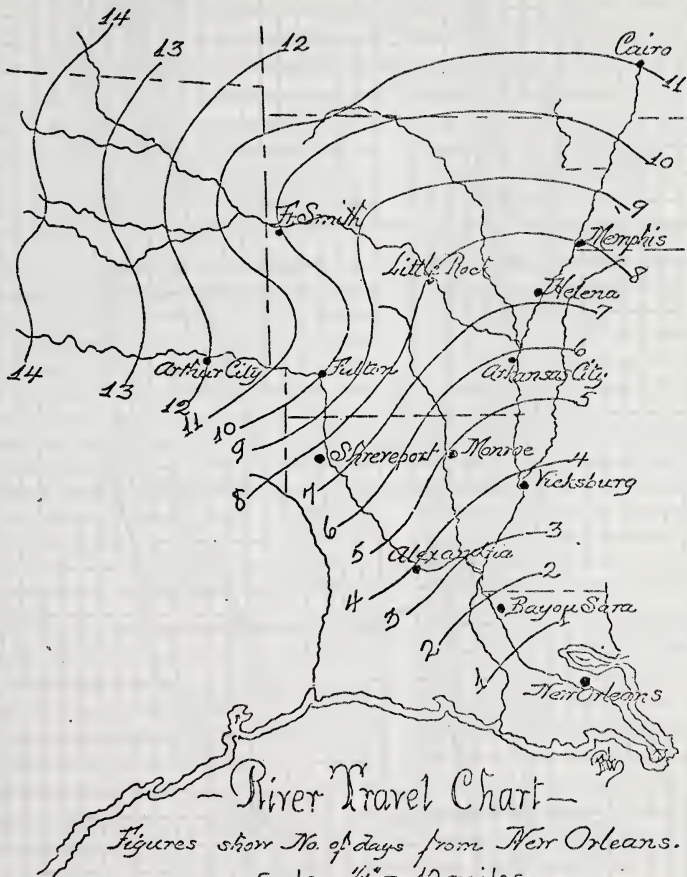 14
13
12
Cairo
11
10
9
Ft. Smith
Memphis
Little Rock
8
Helena
7
6
Arthur City
Fulton
Arkansas City
14
13
12
11
5
10
9
Shreveport
Monroe
4
8
7
Vicksburg
6
3
5
Alexandria
2
4
3
Bayou Sara
2
1
1
New Orleans
- River Travel Chart -
Figures show No. of days from New Orleans.